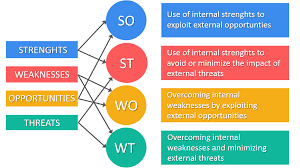 SO
Use of internal strenghts to
exploit external opportunties
STRENGHTS
ST
Use of internal strenghts to
avoid or minimize the impact of
external threats
WEAKNESSES
OPPORTUNITIES
WO
Overcoming internal
weaknesses by exploiting
external opportunities
THREATS
WT
Overcoming internal
weaknesses and minimizing
external threats